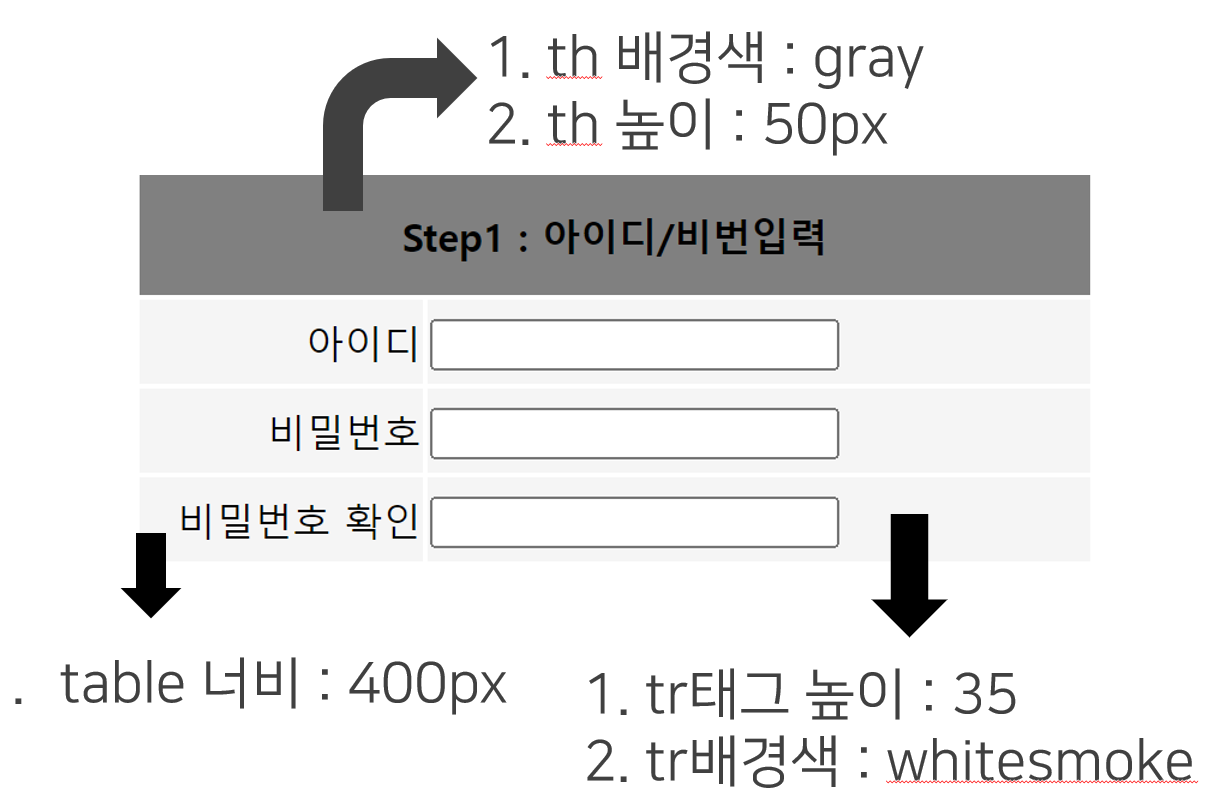 1. th 배경색 : gray
2. th 높이 : 50px
Step1 : 아이디/비번입력
아이디
비밀번호
비밀번호 확인
. table 너비 : 400px
1. tr태그 높이 : 35
2. tr배경색 : whitesmoke